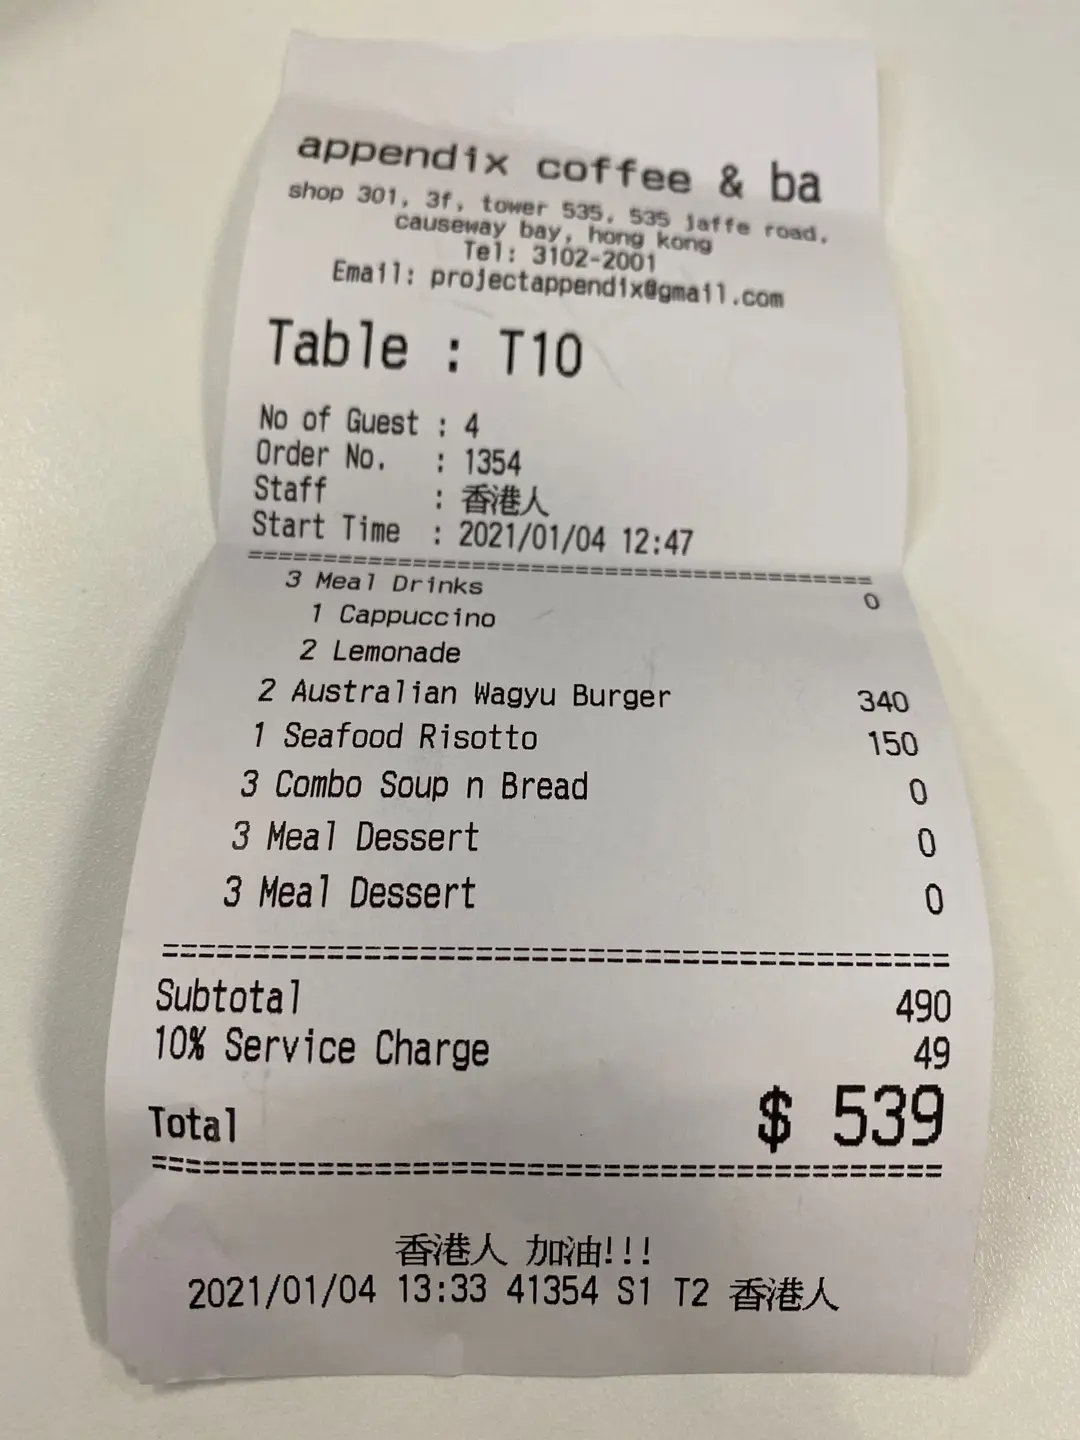 appendix coffee & ba
shop 301, 3f, tower 535, 535 jaffe road,
causeway bay, hong kong
Tel: 3102-2001
Email: projectappendix@gmail.com
Table : T10
No of Guest : 4
Order No. : 1354
Staff : 香港人
Start Time : 2021/01/04 12:47
========================================
3 Meal Drinks 0
1 Cappuccino
2 Lemonade
2 Australian Wagyu Burger 340
1 Seafood Risotto 150
3 Combo Soup n Bread 0
3 Meal Dessert 0
3 Meal Dessert 0
========================================
Subtotal 490
10% Service Charge 49
Total $ 539
========================================
香港人 加油!!!
2021/01/04 13:33 41354 S1 T2 香港人